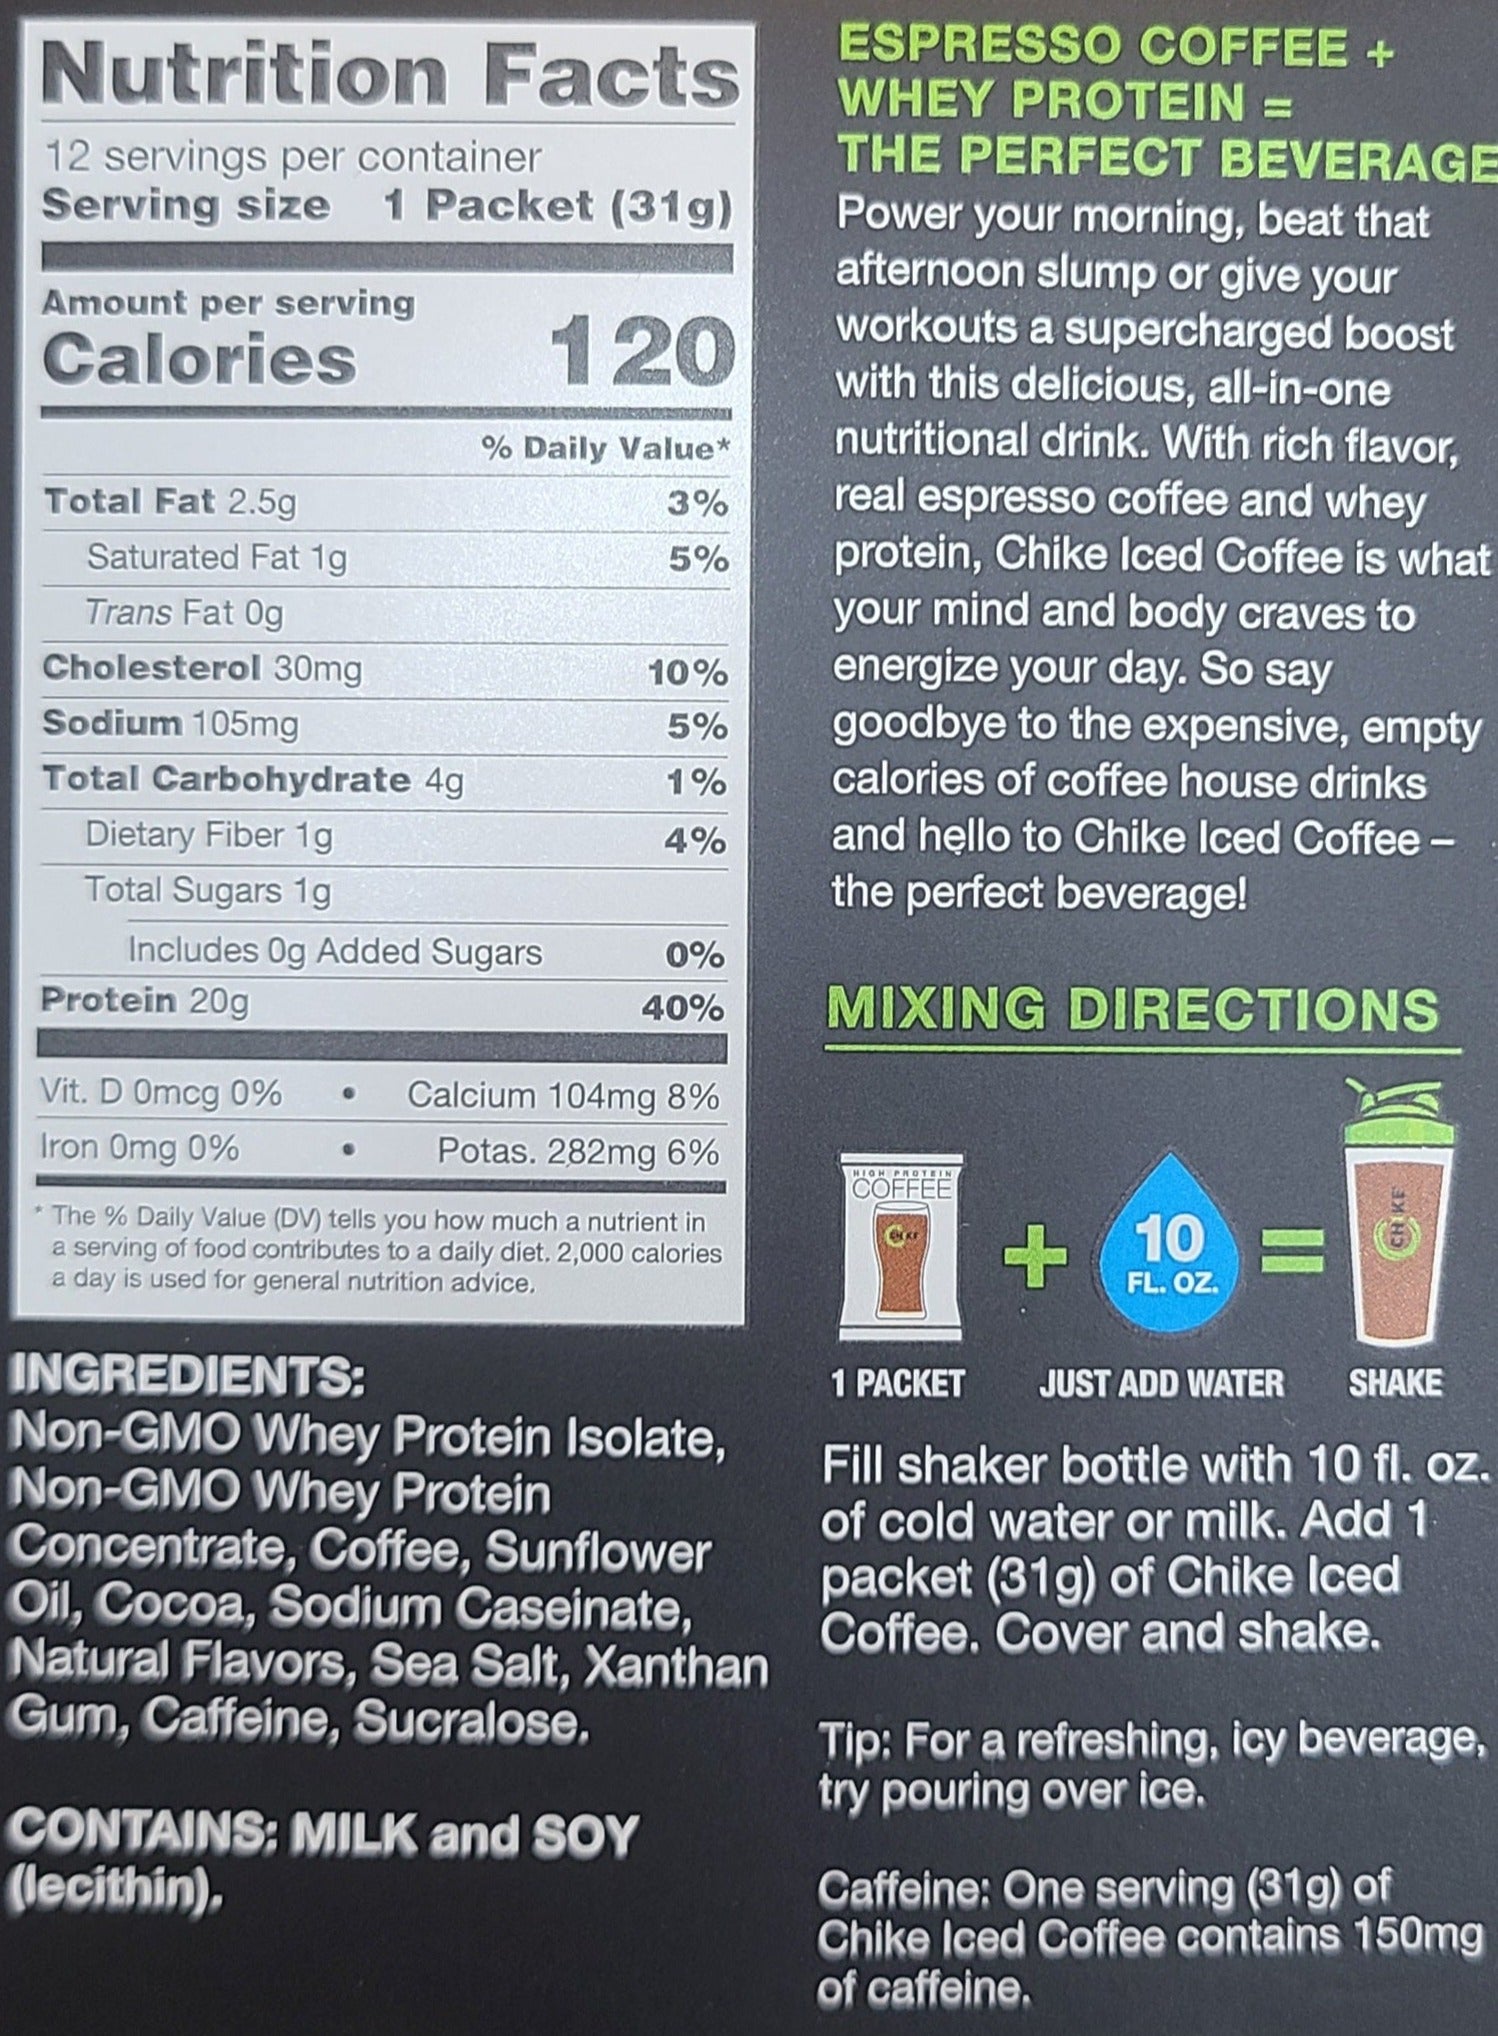 Nutrition Facts
12 servings per container
Serving size 1 Packet (31g)
Amount per serving
Calories 120
% Daily Value*
Total Fat 2.5g 3%
Saturated Fat 1g 5%
Trans Fat 0g
Cholesterol 30mg 10%
Sodium 105mg 5%
Total Carbohydrate 4g 1%
Dietary Fiber 1g 4%
Total Sugars 1g
Includes 0g Added Sugars 0%
Protein 20g 40%
Vit. D 0mcg 0% • Calcium 104mg 8%
Iron 0mg 0% • Potas. 282mg 6%
* The % Daily Value (DV) tells you how much a nutrient in
a serving of food contributes to a daily diet. 2,000 calories
a day is used for general nutrition advice.
INGREDIENTS:
Non-GMO Whey Protein Isolate,
Non-GMO Whey Protein
Concentrate, Coffee, Sunflower
Oil, Cocoa, Sodium Caseinate,
Natural Flavors, Sea Salt, Xanthan
Gum, Caffeine, Sucralose.
CONTAINS: MILK and SOY
(lecithin).
ESPRESSO COFFEE +
WHEY PROTEIN =
THE PERFECT BEVERAGE
Power your morning, beat that
afternoon slump or give your
workouts a supercharged boost
with this delicious, all-in-one
nutritional drink. With rich flavor,
real espresso coffee and whey
protein, Chike Iced Coffee is what
your mind and body craves to
energize your day. So say
goodbye to the expensive, empty
calories of coffee house drinks
and hello to Chike Iced Coffee –
the perfect beverage!
MIXING DIRECTIONS
HIGH PROTEIN
COFFEE
CHIKE
+
10
FL. OZ.
=
CHIKE
1 PACKET JUST ADD WATER SHAKE
Fill shaker bottle with 10 fl. oz.
of cold water or milk. Add 1
packet (31g) of Chike Iced
Coffee. Cover and shake.
Tip: For a refreshing, icy beverage,
try pouring over ice.
Caffeine: One serving (31g) of
Chike Iced Coffee contains 150mg
of caffeine.